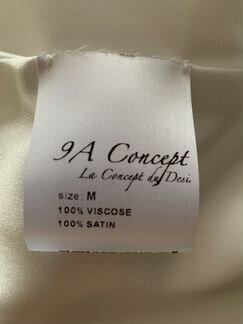 9A Concept
La Concept du Desi
size: M
100% VISCOSE
100% SATIN